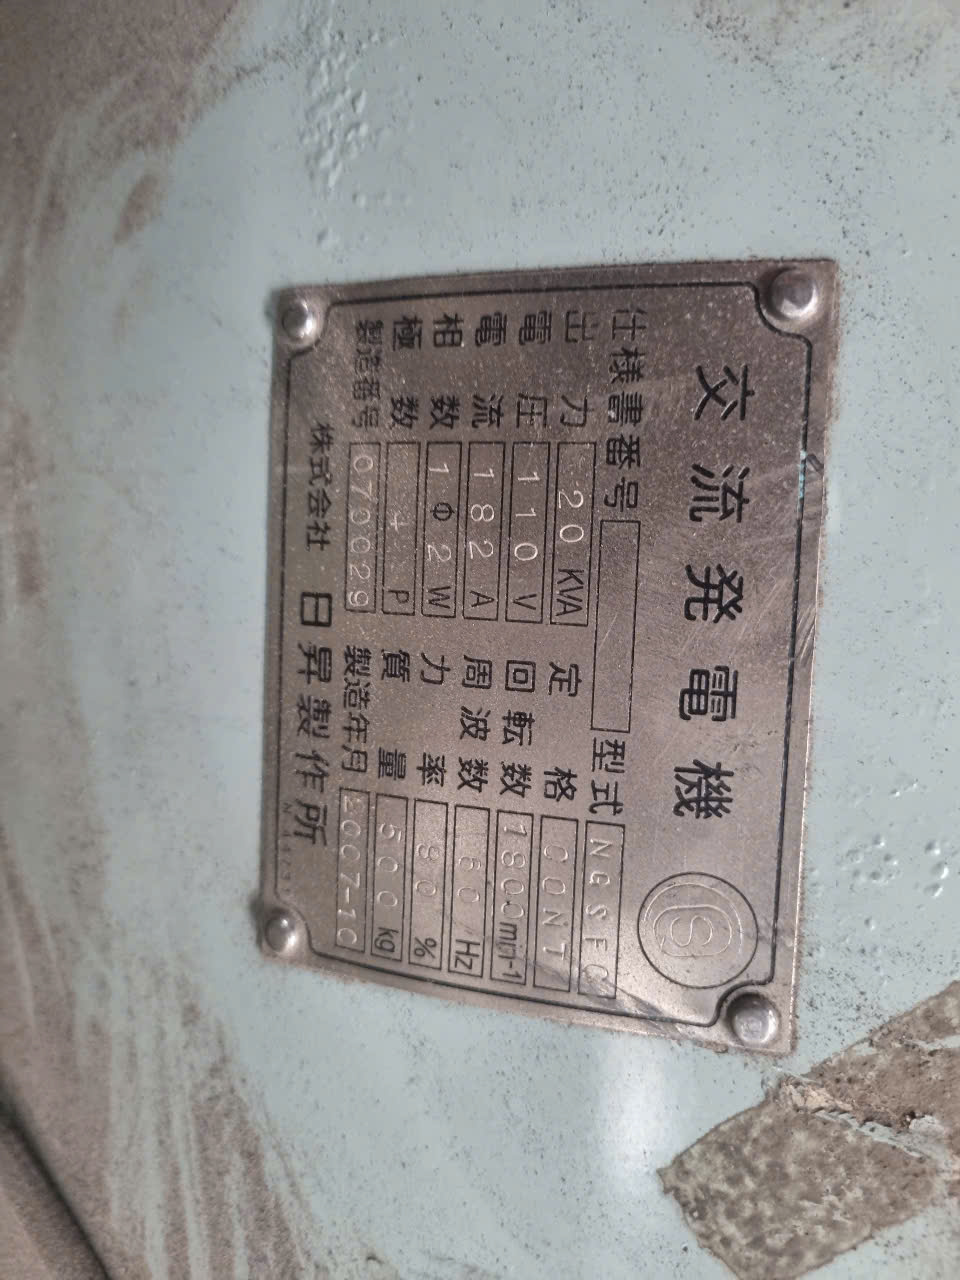 交流発電機
仕様書番号 型式 NGSFC
出力 20 KVA 定格 CONT
電圧 110 V 回転数 1800 min-1
電流 182 A 周波数 60 Hz
相数 1Φ2 W 力率 80 %
極数 4 P 質量 500 kg
製造番号 0700029 製造年月 2007-10
株式会社 日昇製作所